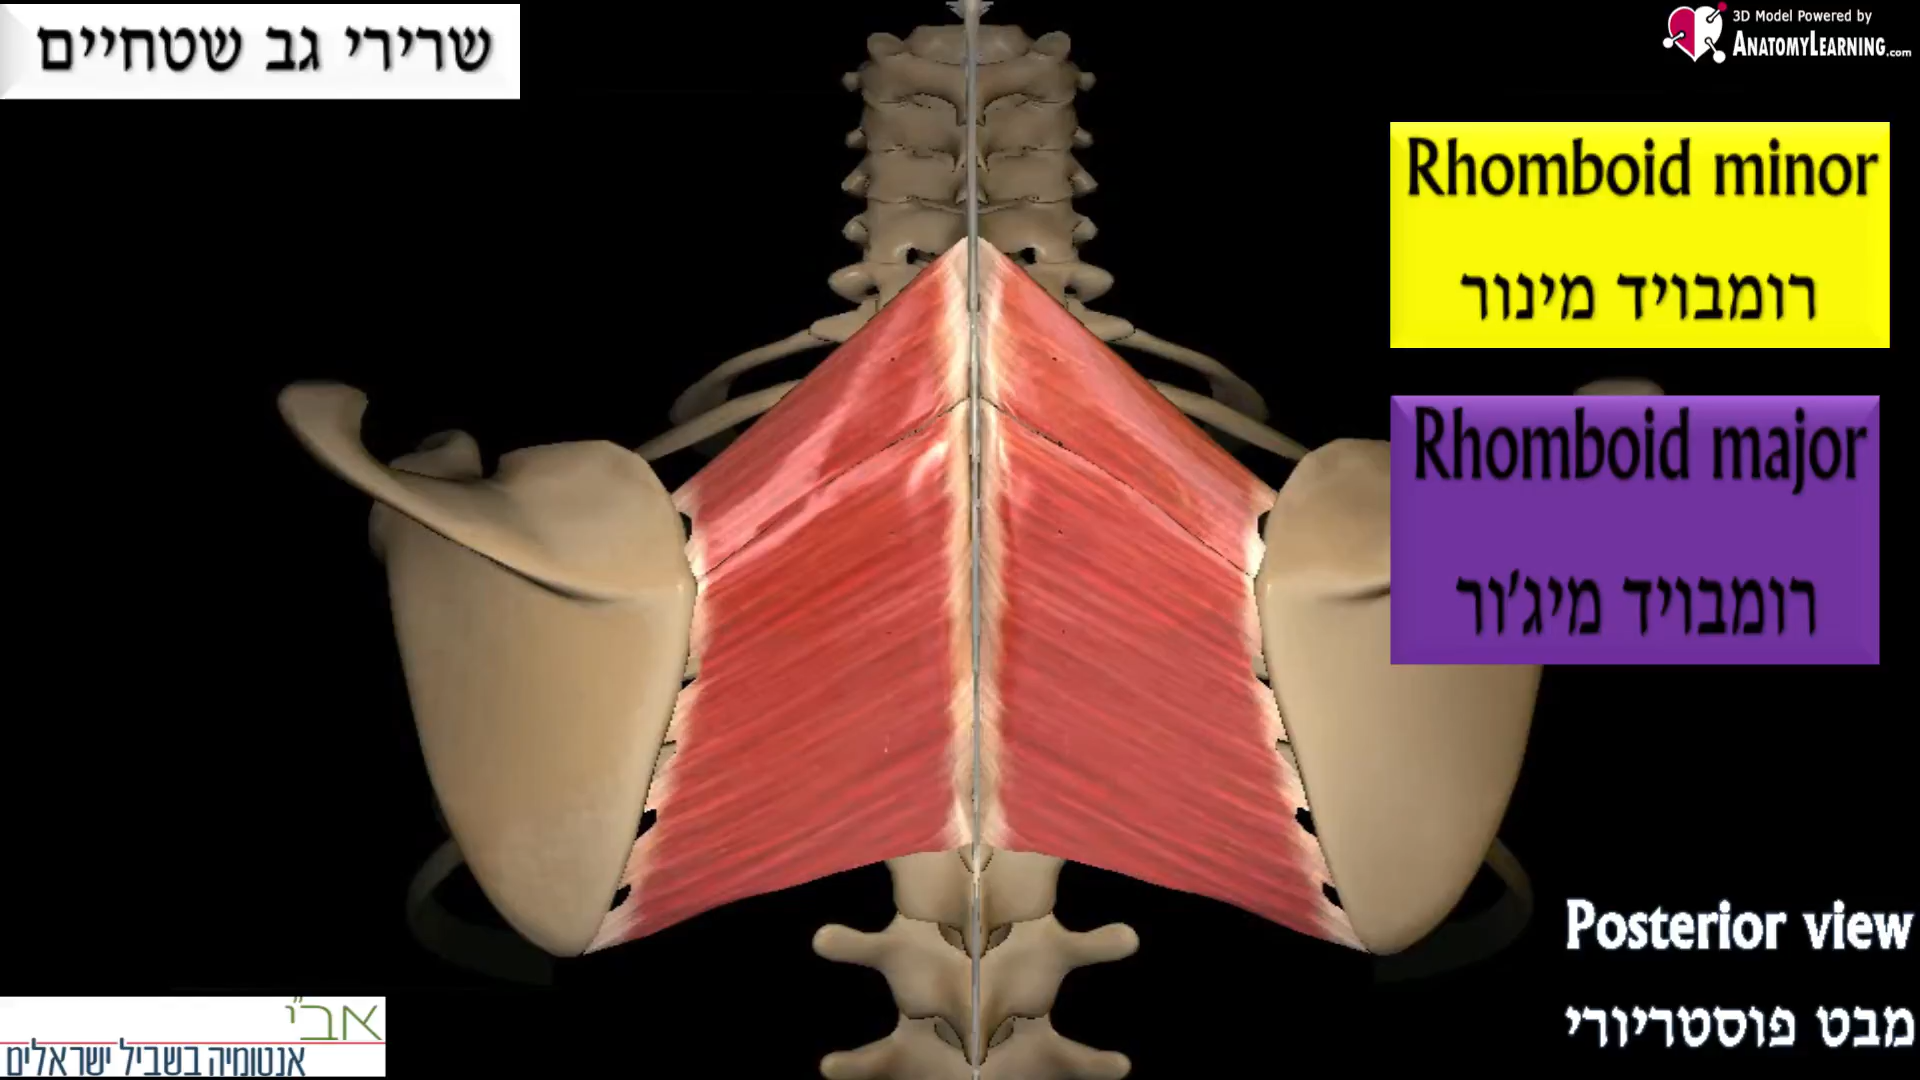 שרירי גב שטחיים
3D Model Powered by
ANATOMYLEARNING.com
Rhomboid minor
רומבויד מינור
Rhomboid major
רומבויד מיג'ור
Posterior view
מבט פוסטריורי
אב"י
אנטומיה בשביל ישראלים